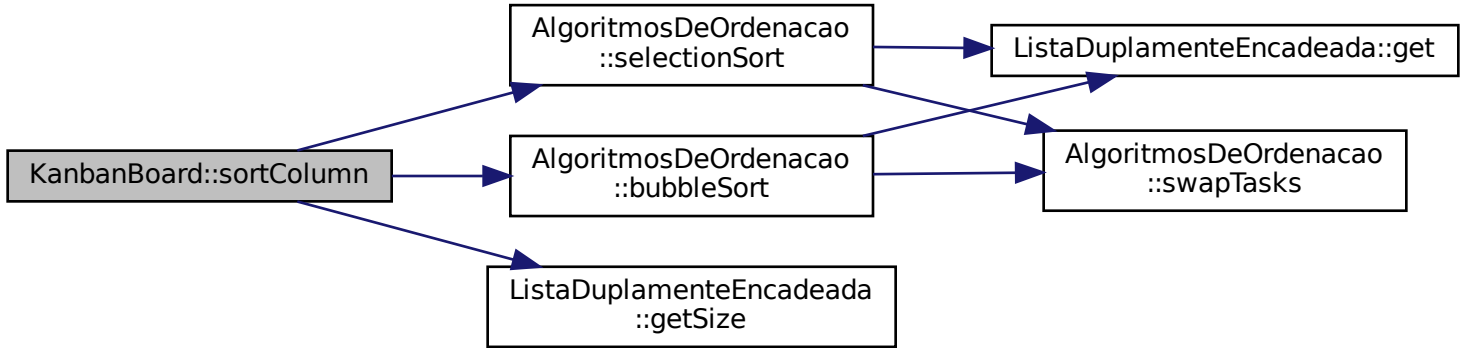 KanbanBoard::sortColumn
AlgoritmosDeOrdenacao
::selectionSort
AlgoritmosDeOrdenacao
::bubbleSort
ListaDuplamenteEncadeada
::getSize
ListaDuplamenteEncadeada::get
AlgoritmosDeOrdenacao
::swapTasks